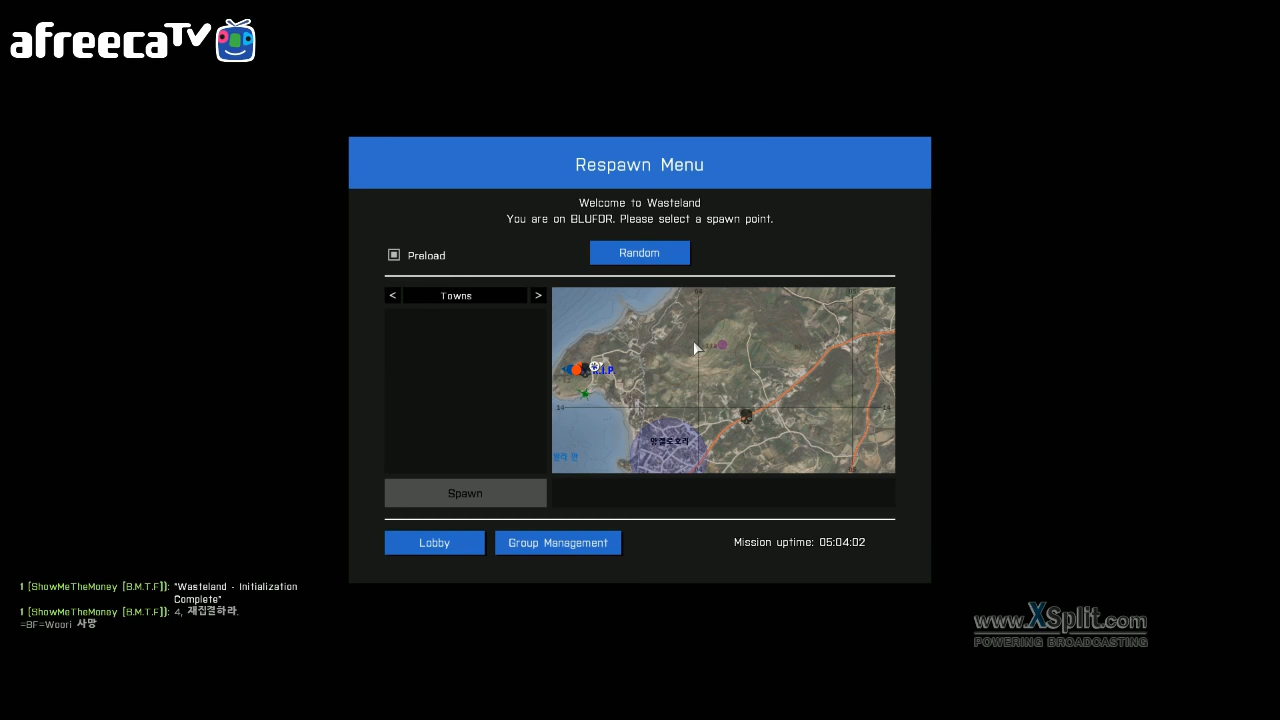 afreecaTV
Respawn Menu
Welcome to Wasteland
You are on BLUFOR. Please select a spawn point.
Preload
Random
< Towns >
R.I.P.
14
14
Spawn
Lobby
Group Management
Mission uptime: 05:04:02
1 (ShowMeTheMoney [B.M.T.F]): "Wasteland - Initialization
Complete"
1 (ShowMeTheMoney [B.M.T.F]): 4, 재집결하라.
=BF=Woori 사망
www.XSplit.com
POWERING BROADCASTING